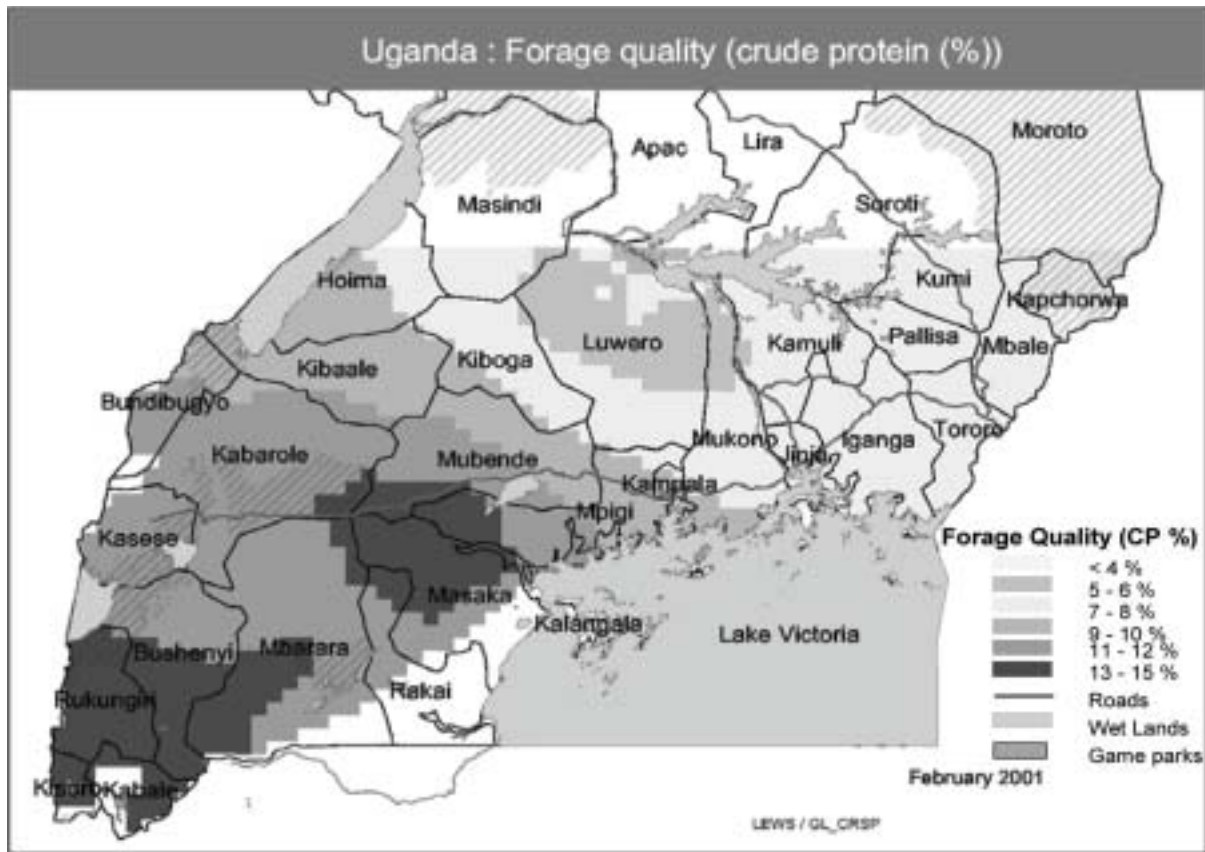 Uganda : Forage quality (crude protein (%))
Moroto
Lira
Apac
Masindi
Soroti
Hoima
Kumi
Kapchorwa
Luwero
Kamuli
Pallisa
Mbale
Kiboga
Kibaale
Bundibugyo
Kabarole
Mubende
Mukono
Iganga
Tororo
Jinja
Kampala
Mpigi
Kasese
Masaka
Kalangala
Lake Victoria
Bushenyi
Mbarara
Rukungiri
Rakai
Kisoro
Kabale
Forage Quality (CP %)
< 4 %
5 - 6 %
7 - 8 %
9 - 10 %
11 - 12 %
13 - 15 %
Roads
Wet Lands
Game parks
February 2001
LEWS / GL_CRSP